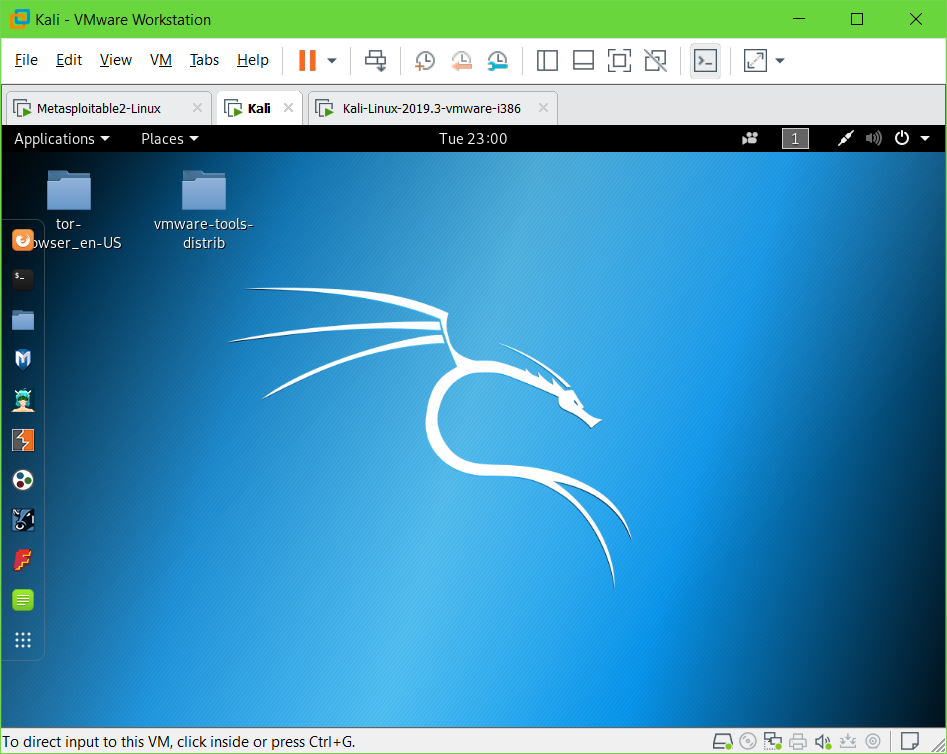 Kali - VMware Workstation
File Edit View VM Tabs Help
Metasploitable2-Linux Kali Kali-Linux-2019.3-vmware-i386
Applications Places Tue 23:00 1
tor-
owser_en-US
vmware-tools-
distrib
To direct input to this VM, click inside or press Ctrl+G.